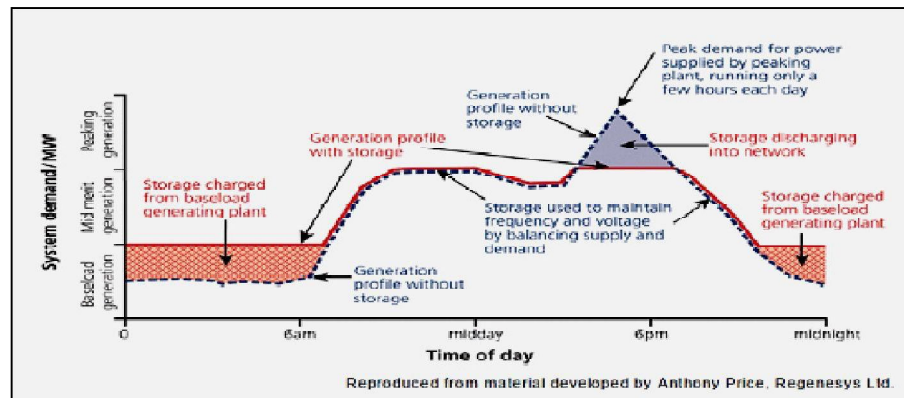 Peak demand for power
supplied by peaking
plant, running only a
few hours each day
Generation profile
without storage
Generation profile
with storage
Storage discharging
into network
Storage charged
from baseload
generating plant
Storage used to maintain
frequency and voltage
by balancing supply and
demand
Storage charged
from baseload
generating plant
Generation
profile without
storage
System demand/MW
Peaking
generation
Mid merit
generation
Baseload
generation
0
6am
midday
6pm
midnight
Time of day
Reproduced from material developed by Anthony Price, Regenesys Ltd.